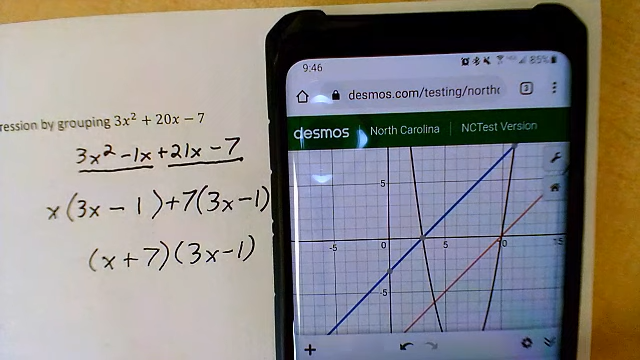 ression by grouping 3x² + 20x − 7
3x² − 1x + 21x − 7
x(3x − 1) + 7(3x − 1)
(x + 7)(3x − 1)
9:46
85%
desmos.com/testing/northc
3
desmos North Carolina NCTest Version
5
-5 0 5 10 15
-5